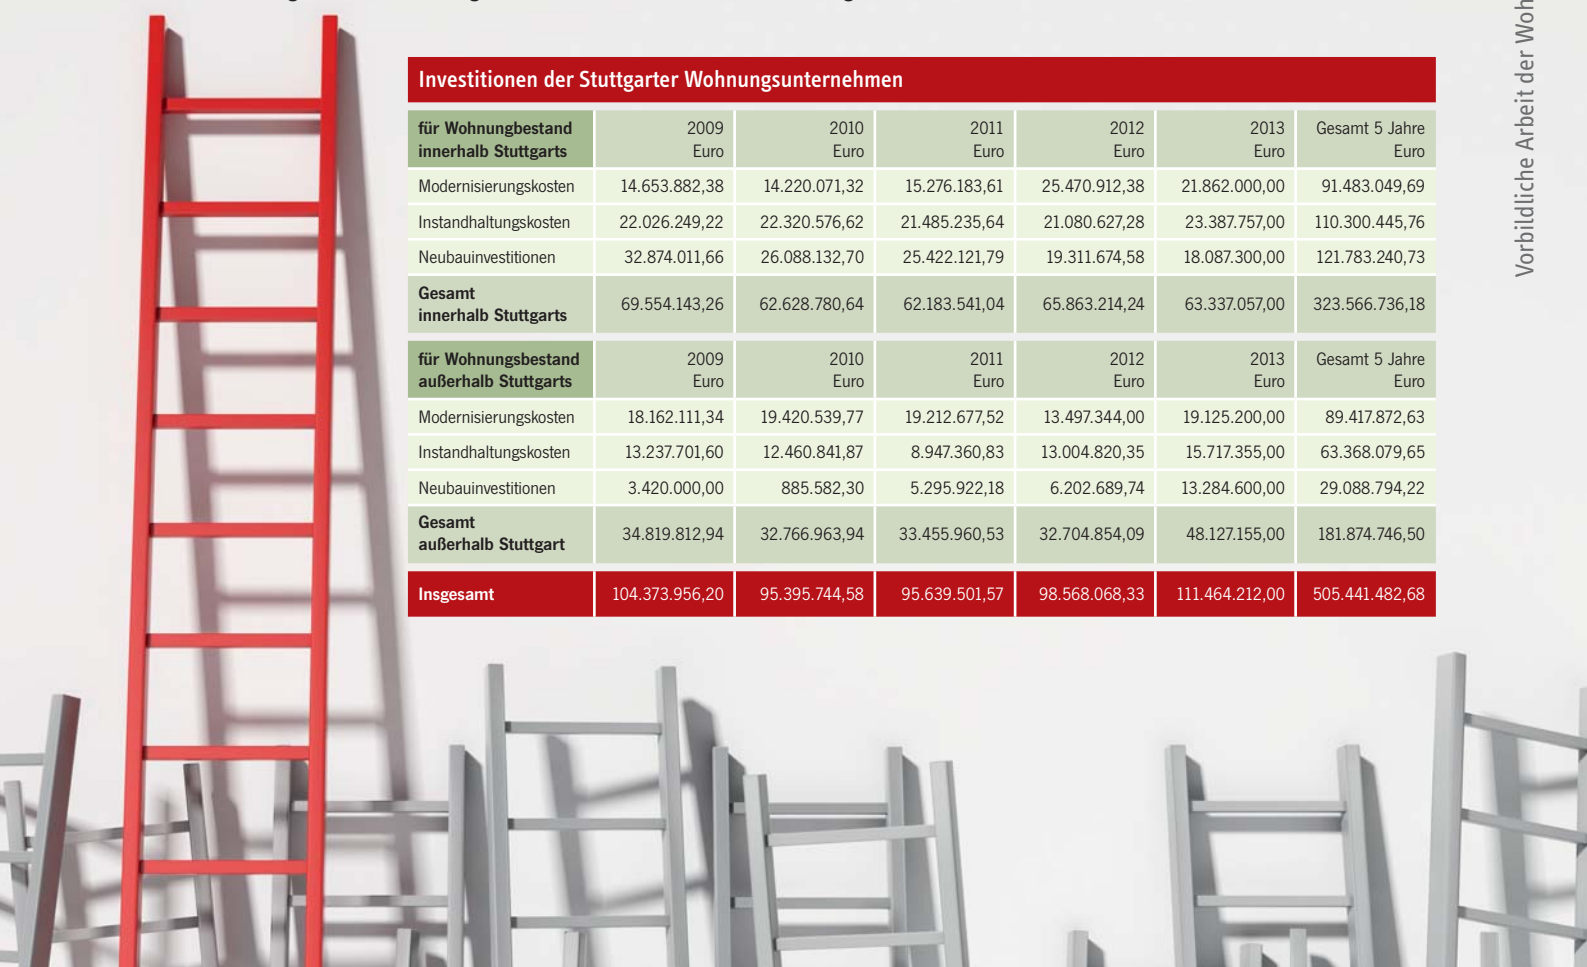 Investitionen der Stuttgarter Wohnungsunternehmen
für Wohnungbestand innerhalb Stuttgarts 2009 Euro 2010 Euro 2011 Euro 2012 Euro 2013 Euro Gesamt 5 Jahre Euro
Modernisierungskosten 14.653.882,38 14.220.071,32 15.276.183,61 25.470.912,38 21.862.000,00 91.483.049,69
Instandhaltungskosten 22.026.249,22 22.320.576,62 21.485.235,64 21.080.627,28 23.387.757,00 110.300.445,76
Neubauinvestitionen 32.874.011,66 26.088.132,70 25.422.121,79 19.311.674,58 18.087.300,00 121.783.240,73
Gesamt innerhalb Stuttgarts 69.554.143,26 62.628.780,64 62.183.541,04 65.863.214,24 63.337.057,00 323.566.736,18
für Wohnungsbestand außerhalb Stuttgarts 2009 Euro 2010 Euro 2011 Euro 2012 Euro 2013 Euro Gesamt 5 Jahre Euro
Modernisierungskosten 18.162.111,34 19.420.539,77 19.212.677,52 13.497.344,00 19.125.200,00 89.417.872,63
Instandhaltungskosten 13.237.701,60 12.460.841,87 8.947.360,83 13.004.820,35 15.717.355,00 63.368.079,65
Neubauinvestitionen 3.420.000,00 885.582,30 5.295.922,18 6.202.689,74 13.284.600,00 29.088.794,22
Gesamt außerhalb Stuttgart 34.819.812,94 32.766.963,94 33.455.960,53 32.704.854,09 48.127.155,00 181.874.746,50
Insgesamt 104.373.956,20 95.395.744,58 95.639.501,57 98.568.068,33 111.464.212,00 505.441.482,68
Vorbildliche Arbeit der Woh